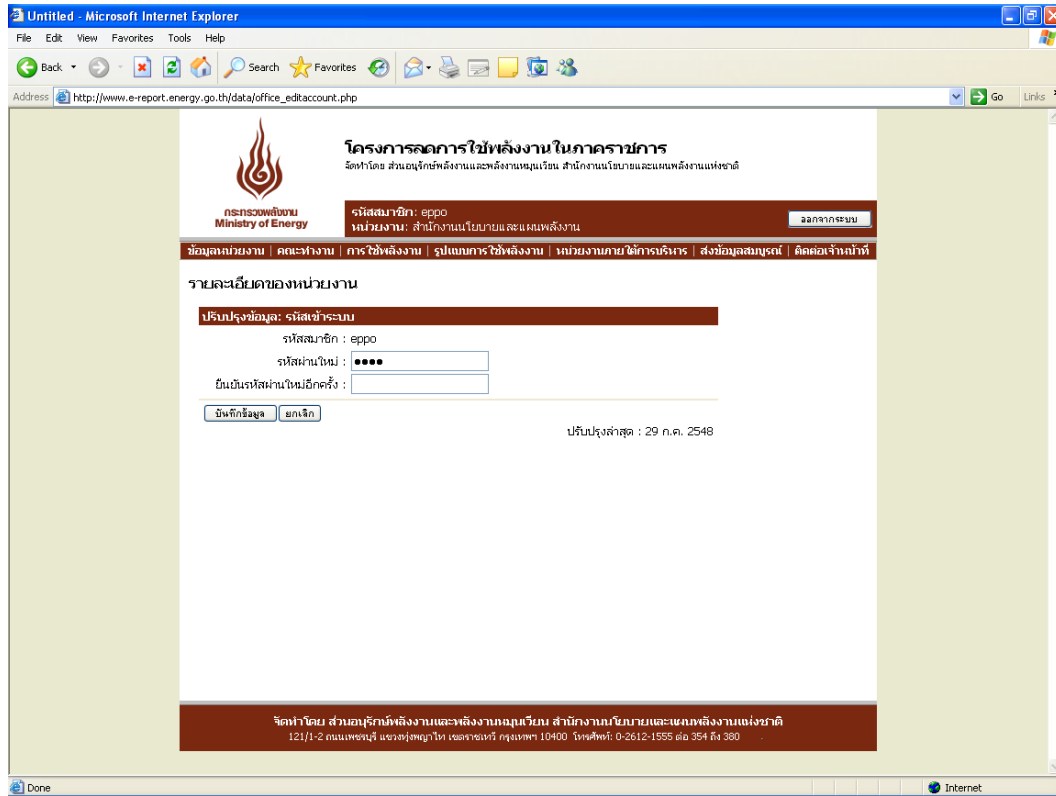 Untitled - Microsoft Internet Explorer
File Edit View Favorites Tools Help
Back Search Favorites
Address http://www.e-report.energy.go.th/data/office_editaccount.php Go Links
โครงการลดการใช้พลังงานในภาคราชการ
จัดทำโดย ส่วนอนุรักษ์พลังงานและพลังงานหมุนเวียน สำนักงานนโยบายและแผนพลังงานแห่งชาติ
กระทรวงพลังงาน
Ministry of Energy
รหัสสมาชิก: eppo
หน่วยงาน: สำนักงานนโยบายและแผนพลังงาน
ออกจากระบบ
ข้อมูลหน่วยงาน | คณะทำงาน | การใช้พลังงาน | รูปแบบการใช้พลังงาน | หน่วยงานภายใต้การบริหาร | ส่งข้อมูลสมบูรณ์ | ติดต่อเจ้าหน้าที่
รายละเอียดของหน่วยงาน
ปรับปรุงข้อมูล: รหัสเข้าระบบ
รหัสสมาชิก : eppo
รหัสผ่านใหม่ : ●●●●
ยืนยันรหัสผ่านใหม่อีกครั้ง :
บันทึกข้อมูล ยกเลิก
ปรับปรุงล่าสุด : 29 ก.ค. 2548
จัดทำโดย ส่วนอนุรักษ์พลังงานและพลังงานหมุนเวียน สำนักงานนโยบายและแผนพลังงานแห่งชาติ
121/1-2 ถนนเพชรบุรี แขวงทุ่งพญาไท เขตราชเทวี กรุงเทพฯ 10400 โทรศัพท์: 0-2612-1555 ต่อ 354 ถึง 380
Done Internet